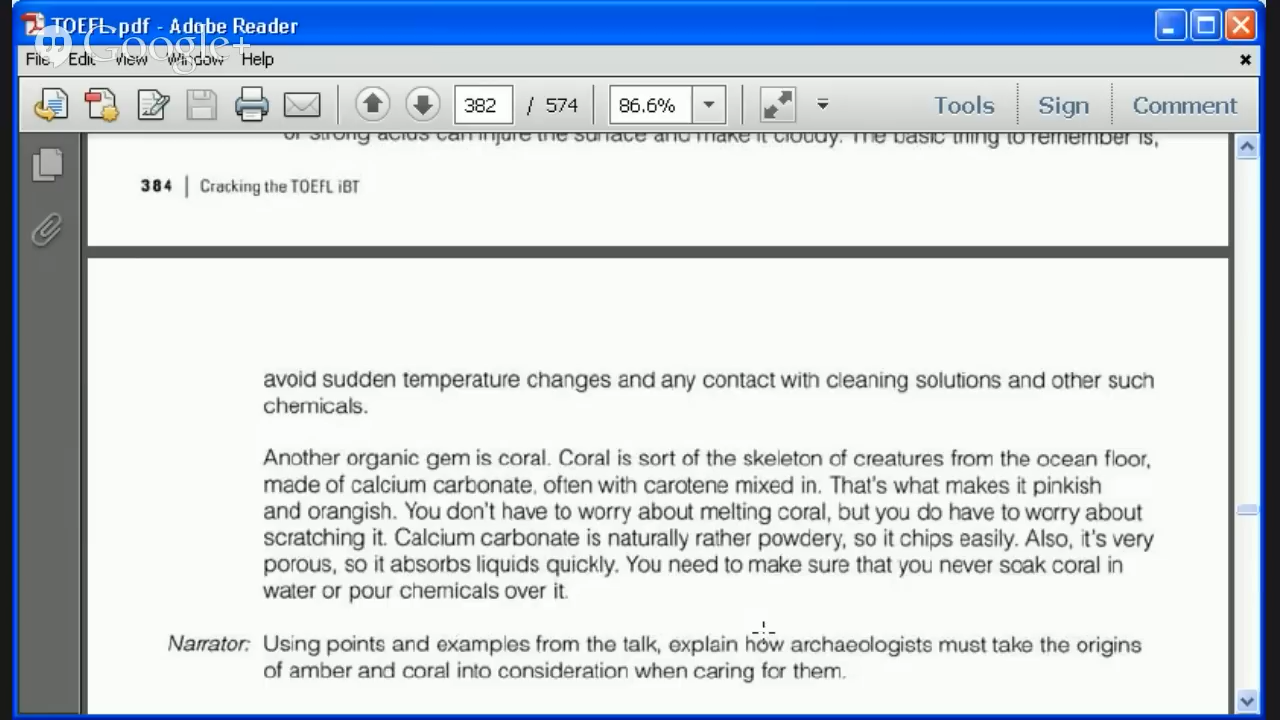 TOEFL.pdf - Adobe Reader
Google+
File Edit View Window Help
382 / 574 86.6% Tools Sign Comment
or strong acids can injure the surface and make it cloudy. The basic thing to remember is,
384 | Cracking the TOEFL iBT
avoid sudden temperature changes and any contact with cleaning solutions and other such
chemicals.
Another organic gem is coral. Coral is sort of the skeleton of creatures from the ocean floor,
made of calcium carbonate, often with carotene mixed in. That's what makes it pinkish
and orangish. You don't have to worry about melting coral, but you do have to worry about
scratching it. Calcium carbonate is naturally rather powdery, so it chips easily. Also, it's very
porous, so it absorbs liquids quickly. You need to make sure that you never soak coral in
water or pour chemicals over it.
Narrator: Using points and examples from the talk, explain how archaeologists must take the origins
of amber and coral into consideration when caring for them.